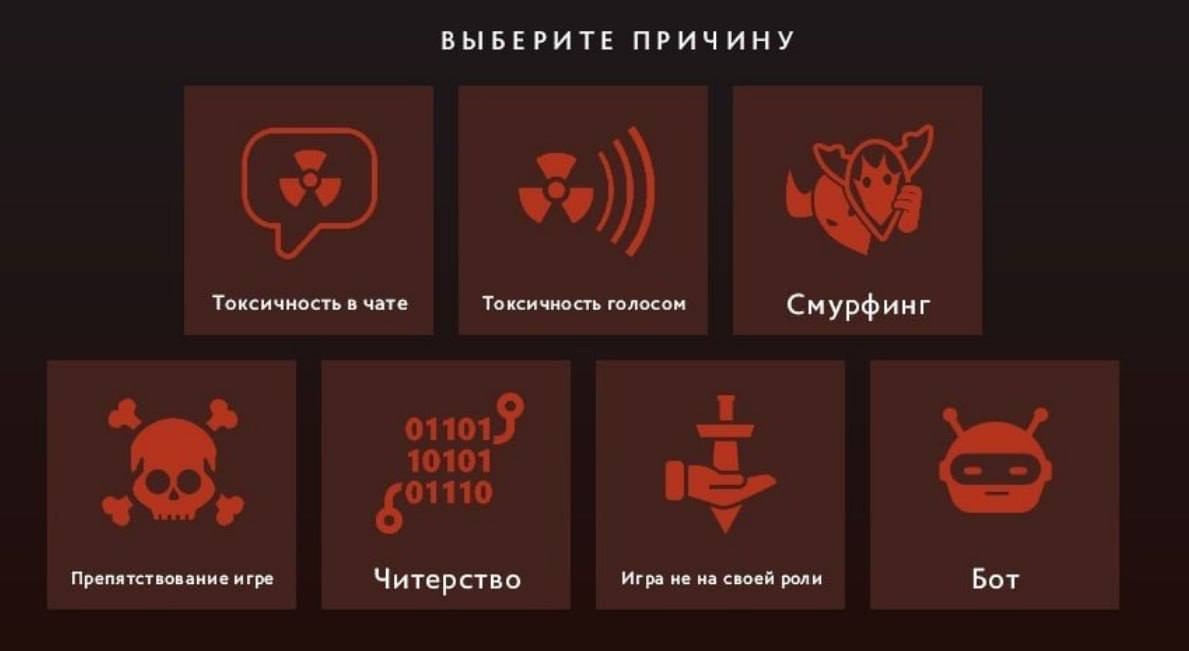 ВЫБЕРИТЕ ПРИЧИНУ
Токсичность в чате
Токсичность голосом
Смурфинг
Препятствование игре
01101
10101
01110
Читерство
Игра не на своей роли
Бот